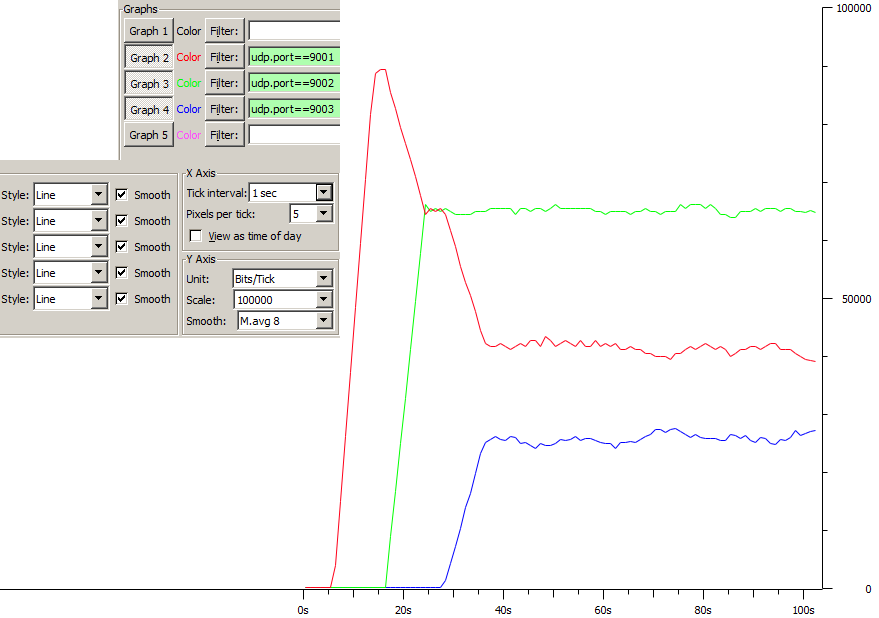 Graphs
Graph 1 Color Filter:
Graph 2 Color Filter: udp.port==9001
Graph 3 Color Filter: udp.port==9002
Graph 4 Color Filter: udp.port==9003
Graph 5 Color Filter:
Style: Line Smooth
Style: Line Smooth
Style: Line Smooth
Style: Line Smooth
Style: Line Smooth
X Axis
Tick interval: 1 sec
Pixels per tick: 5
View as time of day
Y Axis
Unit: Bits/Tick
Scale: 100000
Smooth: M.avg 8
100000
50000
0
0s 20s 40s 60s 80s 100s